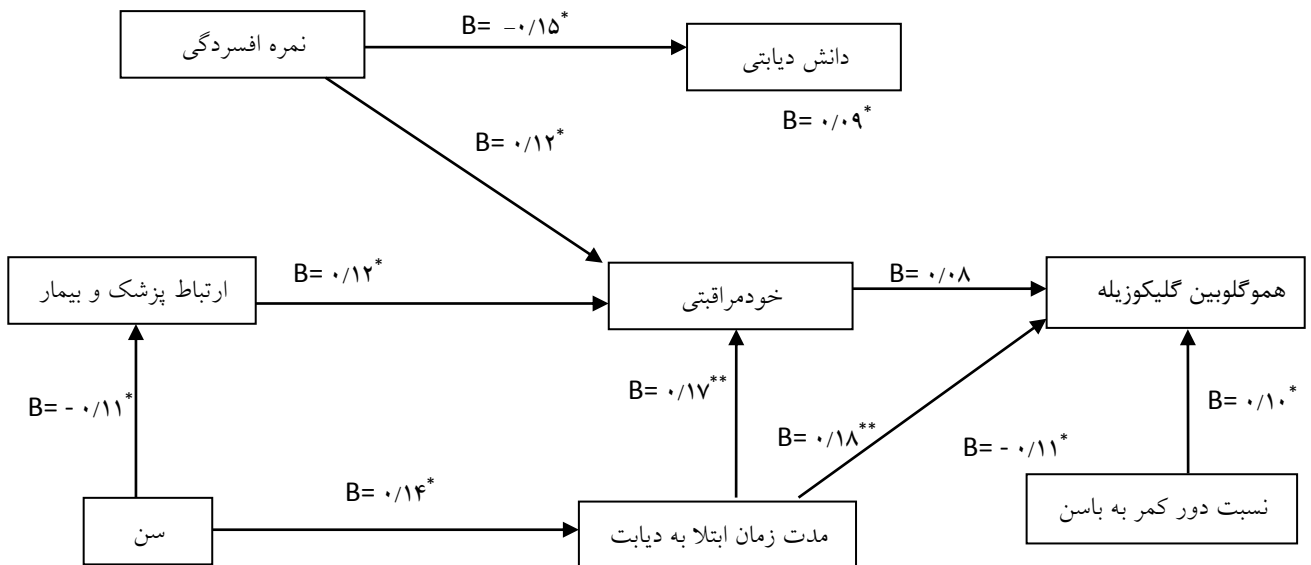 B= -۰/۱۵*
نمره افسردگی
دانش دیابتی
B= ۰/۰۹*
B= ۰/۱۲*
ارتباط پزشک و بیمار
B= ۰/۱۲*
خودمراقبتی
B= ۰/۰۸
هموگلوبین گلیکوزیله
B= - ۰/۱۱*
B= ۰/۱۷**
B= ۰/۱۸**
B= - ۰/۱۱*
B= ۰/۱۰*
سن
B= ۰/۱۴*
مدت زمان ابتلا به دیابت
نسبت دور کمر به باسن